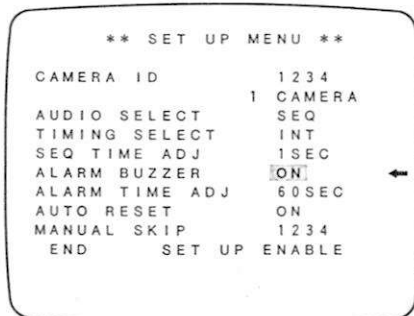 ** SET UP MENU **
CAMERA ID 1234
1 CAMERA
AUDIO SELECT SEQ
TIMING SELECT INT
SEQ TIME ADJ 1SEC
ALARM BUZZER ON
ALARM TIME ADJ 60SEC
AUTO RESET ON
MANUAL SKIP 1234
END SET UP ENABLE